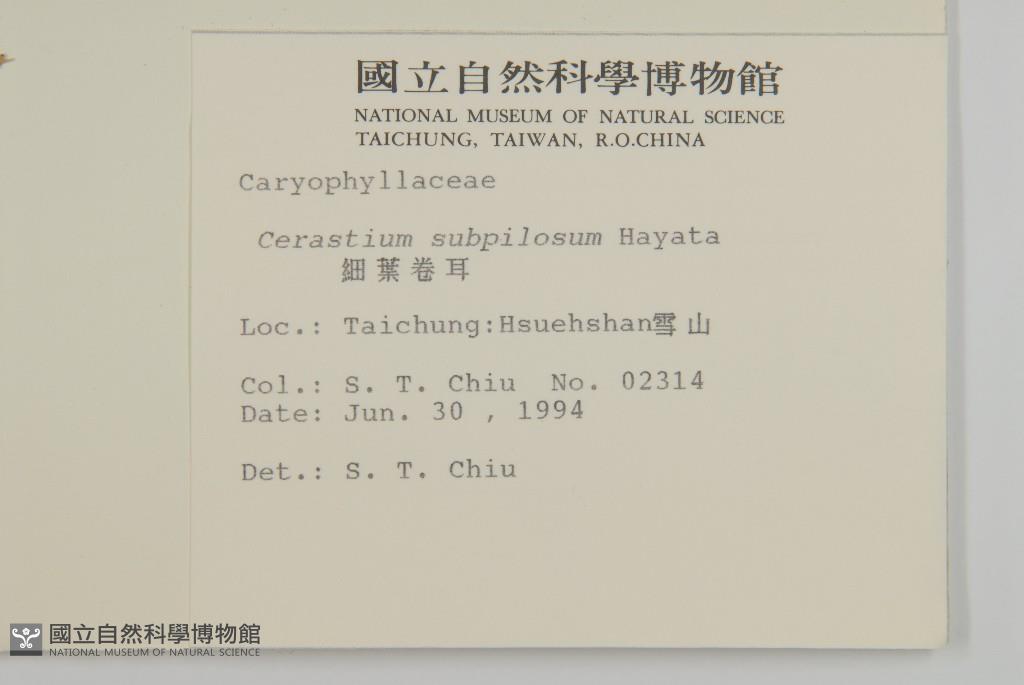 國立自然科學博物館
NATIONAL MUSEUM OF NATURAL SCIENCE
TAICHUNG, TAIWAN, R.O.CHINA
Caryophyllaceae
Cerastium subpilosum Hayata
細葉卷耳
Loc.: Taichung:Hsuehshan雪山
Col.: S. T. Chiu No. 02314
Date: Jun. 30 , 1994
Det.: S. T. Chiu
國立自然科學博物館
NATIONAL MUSEUM OF NATURAL SCIENCE